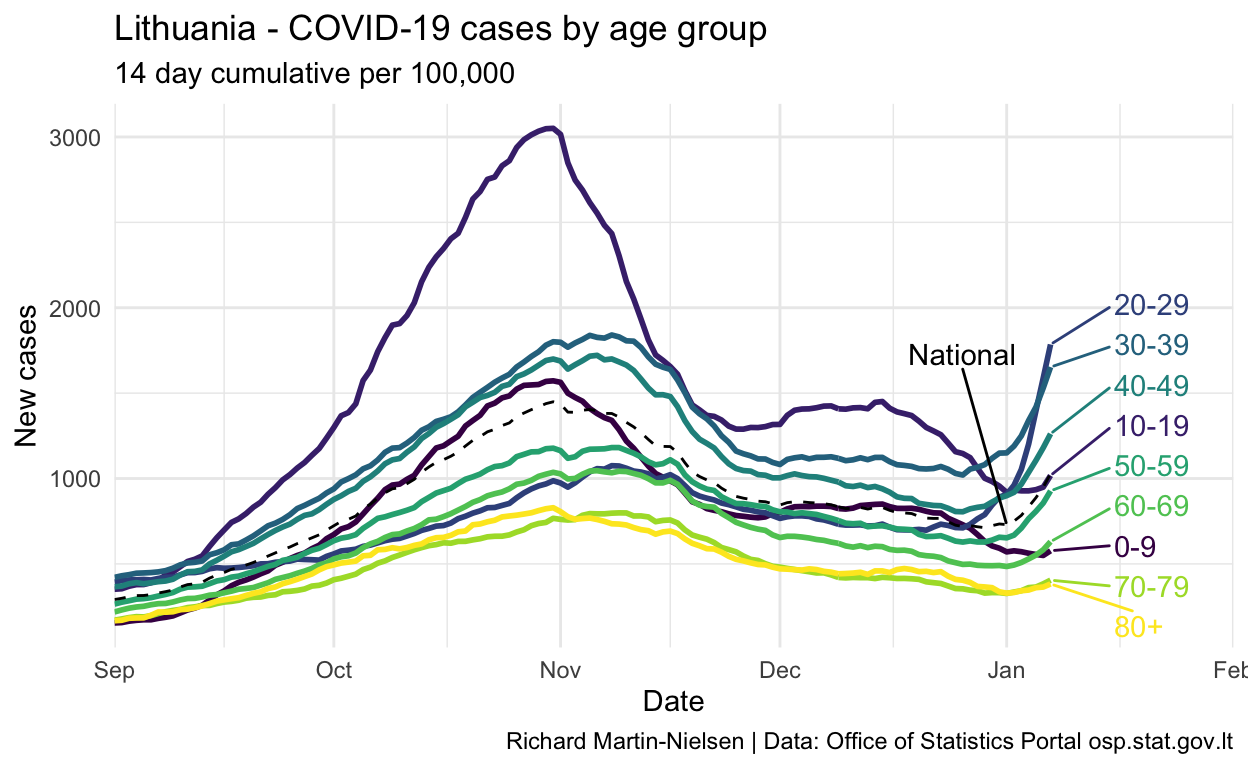 Lithuania - COVID-19 cases by age group
14 day cumulative per 100,000
New cases
3000
2000
1000
National
20-29
30-39
40-49
10-19
50-59
60-69
0-9
70-79
80+
Sep Oct Nov Dec Jan Feb
Date
Richard Martin-Nielsen | Data: Office of Statistics Portal osp.stat.gov.lt